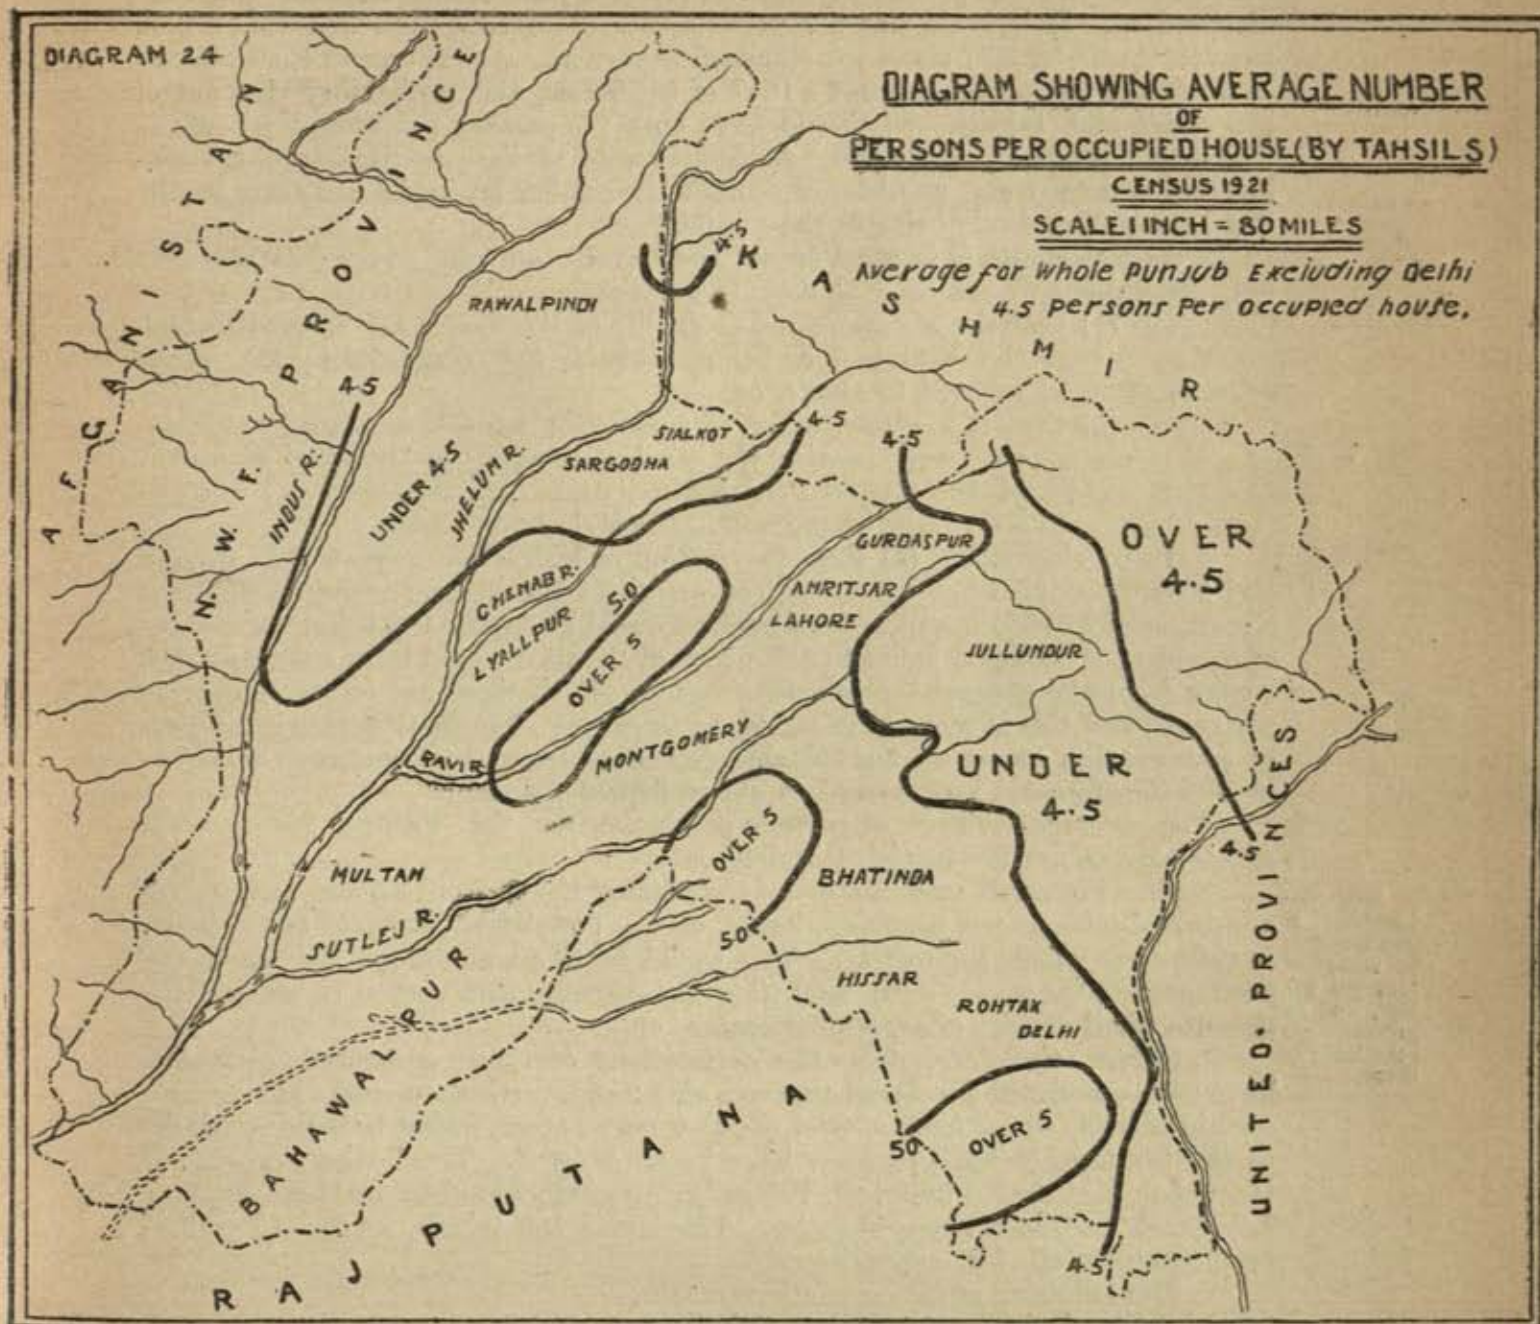 DIAGRAM 24
DIAGRAM SHOWING AVERAGE NUMBER
OF
PERSONS PER OCCUPIED HOUSE (BY TAHSILS)
CENSUS 1921
SCALE 1 INCH = 80 MILES
Average for whole Punjub Excluding Delhi
4.5 persons Per occupied house.
AFGANISTAN
N. W. F. PROVINCE
KASHMIR
4.5
RAWALPINDI
4.5
INDUS R.
UNDER 4.5
JHELUM R.
SARGODHA
SIALKOT
4.5
4.5
OVER
4.5
GURDASPUR
AMRITSAR
LAHORE
CHENAB R.
LYALLPUR
5.0
OVER 5
JULLUNDUR
RAVI R.
MONTGOMERY
UNDER
4.5
4.5
OVER 5
5.0
BHATINDA
MULTAN
SUTLEJ R.
HISSAR
ROHTAK
DELHI
5.0
OVER 5
4.5
BAHAWALPUR
RAJPUTANA
UNITED. PROVINCES